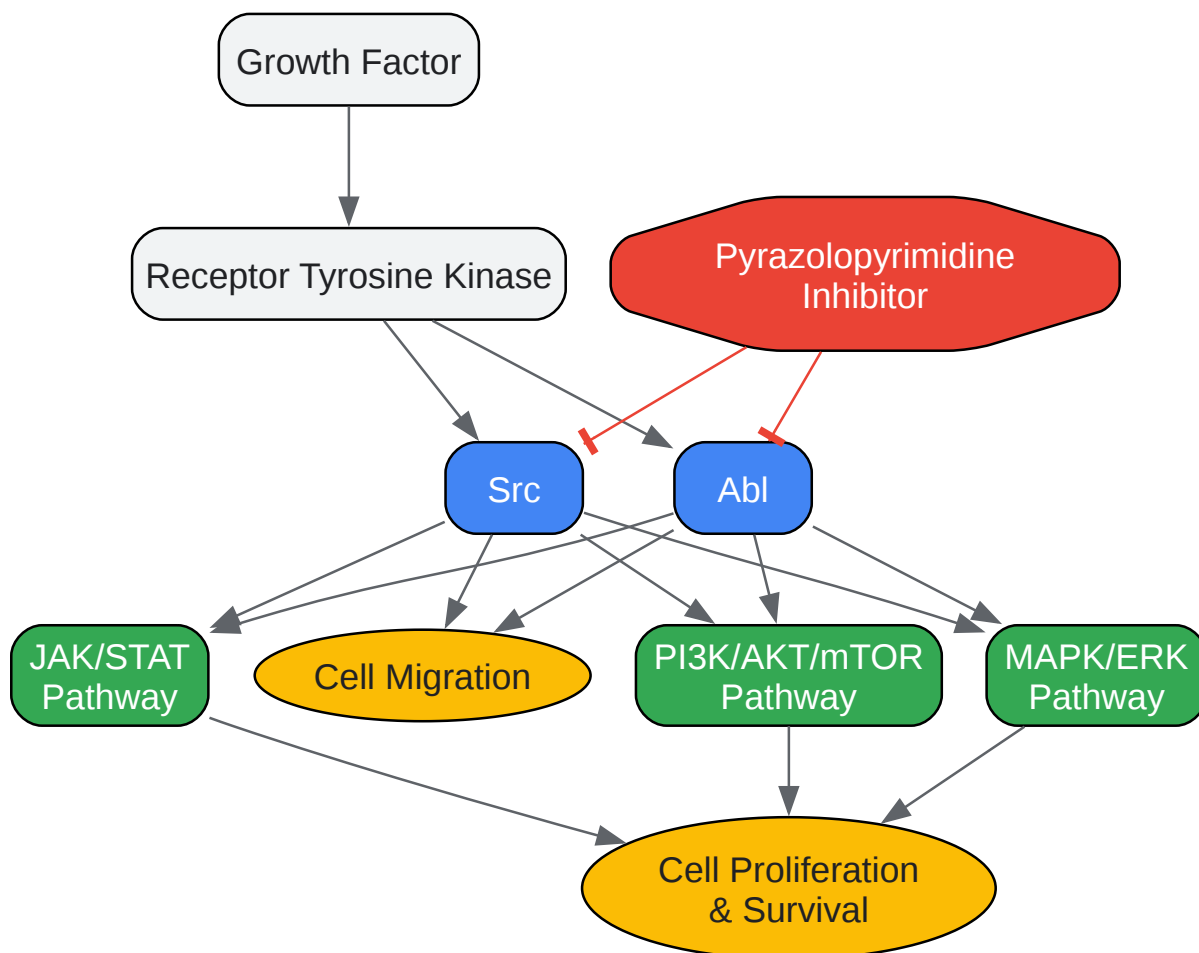 Growth Factor
Receptor Tyrosine Kinase
Pyrazolopyrimidine
Inhibitor
Src
Abl
JAK/STAT
Pathway
Cell Migration
PI3K/AKT/mTOR
Pathway
MAPK/ERK
Pathway
Cell Proliferation
& Survival